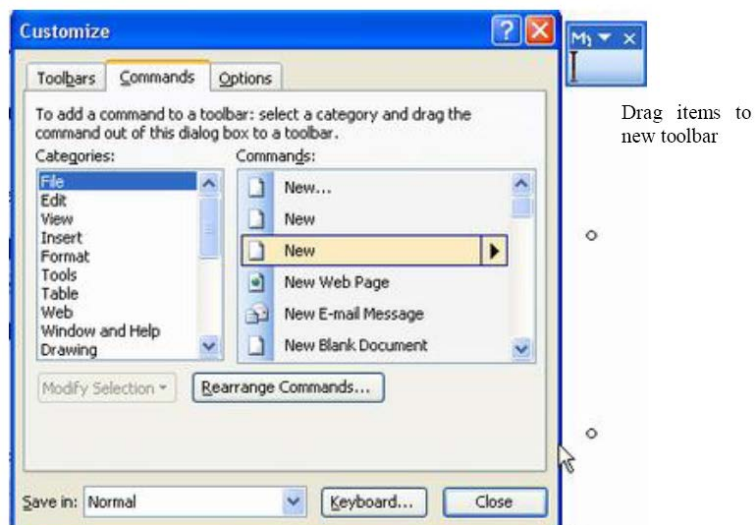 Customize
My
Toolbars Commands Options
Drag items to
new toolbar
To add a command to a toolbar: select a category and drag the
command out of this dialog box to a toolbar.
Categories: Commands:
File
Edit
View
Insert
Format
Tools
Table
Web
Window and Help
Drawing
New...
New
New
New Web Page
New E-mail Message
New Blank Document
Modify Selection Rearrange Commands...
Save in: Normal Keyboard... Close